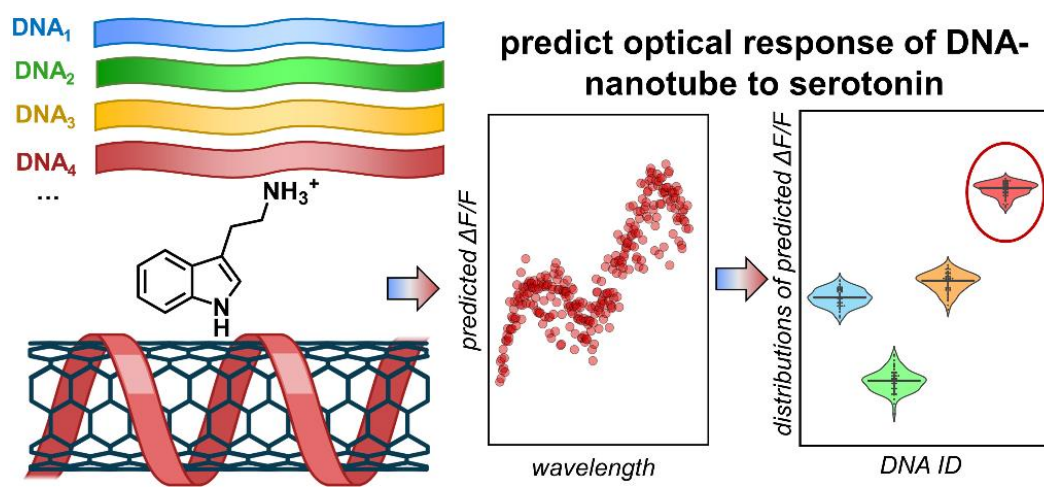 DNA₁
DNA₂
DNA₃
DNA₄
...
NH₃⁺
N
H
predict optical response of DNA-
nanotube to serotonin
predicted ΔF/F
wavelength
distributions of predicted ΔF/F
DNA ID